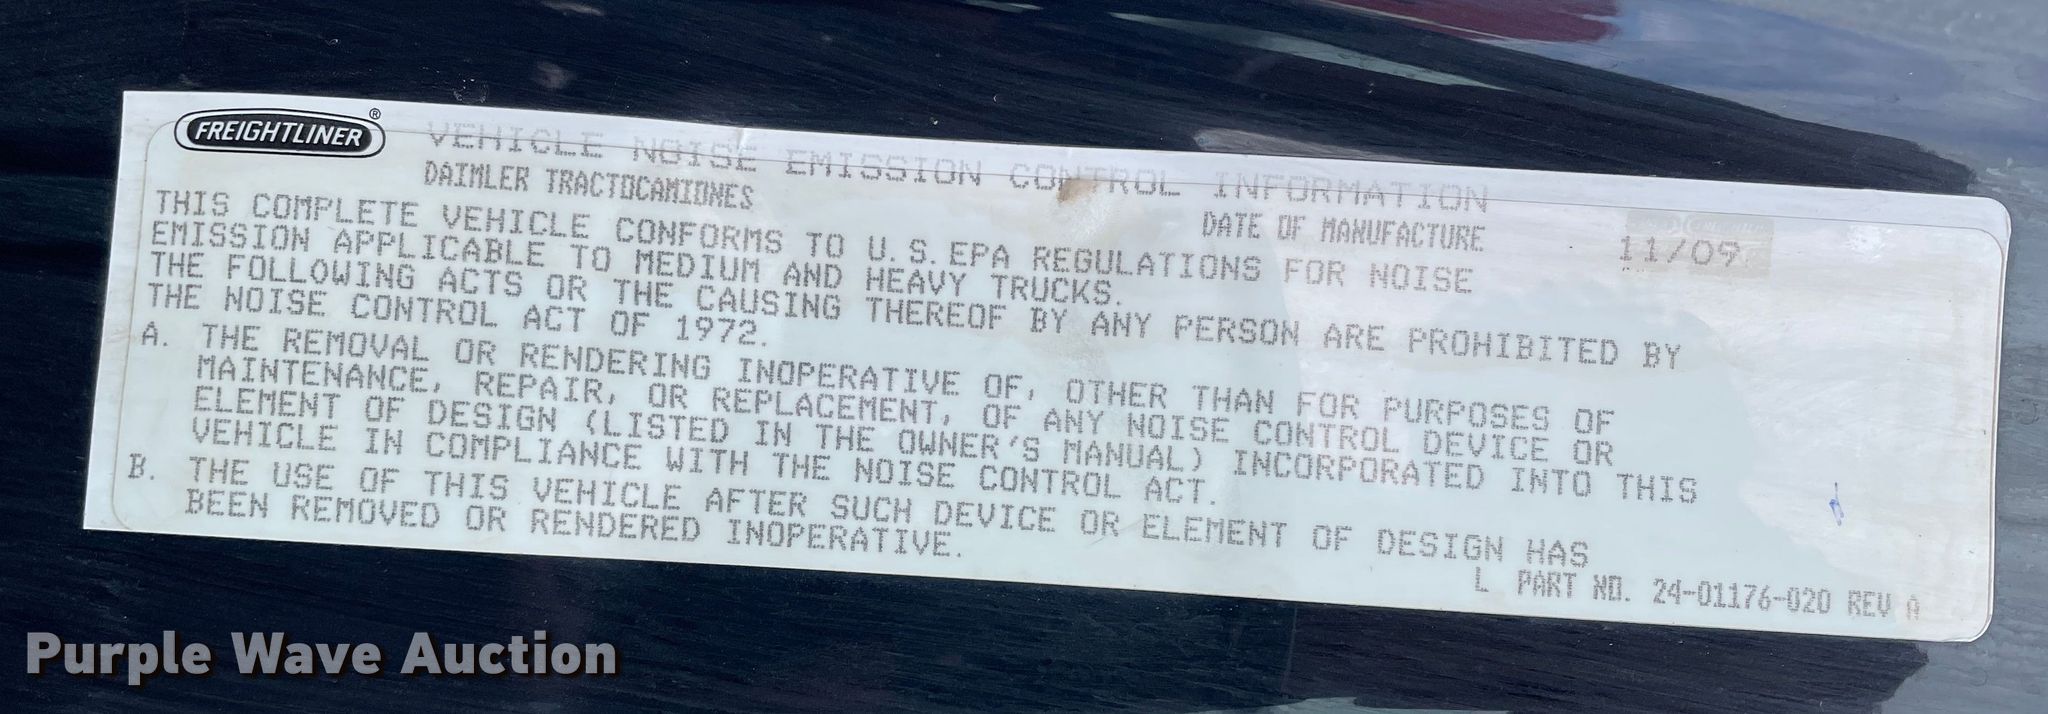 FREIGHTLINER®
VEHICLE NOISE EMISSION CONTROL INFORMATION
DAIMLER TRACTOCAMIONES
DATE OF MANUFACTURE 11/09
THIS COMPLETE VEHICLE CONFORMS TO U.S.EPA REGULATIONS FOR NOISE
EMISSION APPLICABLE TO MEDIUM AND HEAVY TRUCKS.
THE FOLLOWING ACTS OR THE CAUSING THEREOF BY ANY PERSON ARE PROHIBITED BY
THE NOISE CONTROL ACT OF 1972.
A. THE REMOVAL OR RENDERING INOPERATIVE OF, OTHER THAN FOR PURPOSES OF
MAINTENANCE, REPAIR, OR REPLACEMENT, OF ANY NOISE CONTROL DEVICE OR
ELEMENT OF DESIGN (LISTED IN THE OWNER'S MANUAL) INCORPORATED INTO THIS
VEHICLE IN COMPLIANCE WITH THE NOISE CONTROL ACT.
B. THE USE OF THIS VEHICLE AFTER SUCH DEVICE OR ELEMENT OF DESIGN HAS
BEEN REMOVED OR RENDERED INOPERATIVE.
L PART NO. 24-01176-020 REV A
Purple Wave Auction